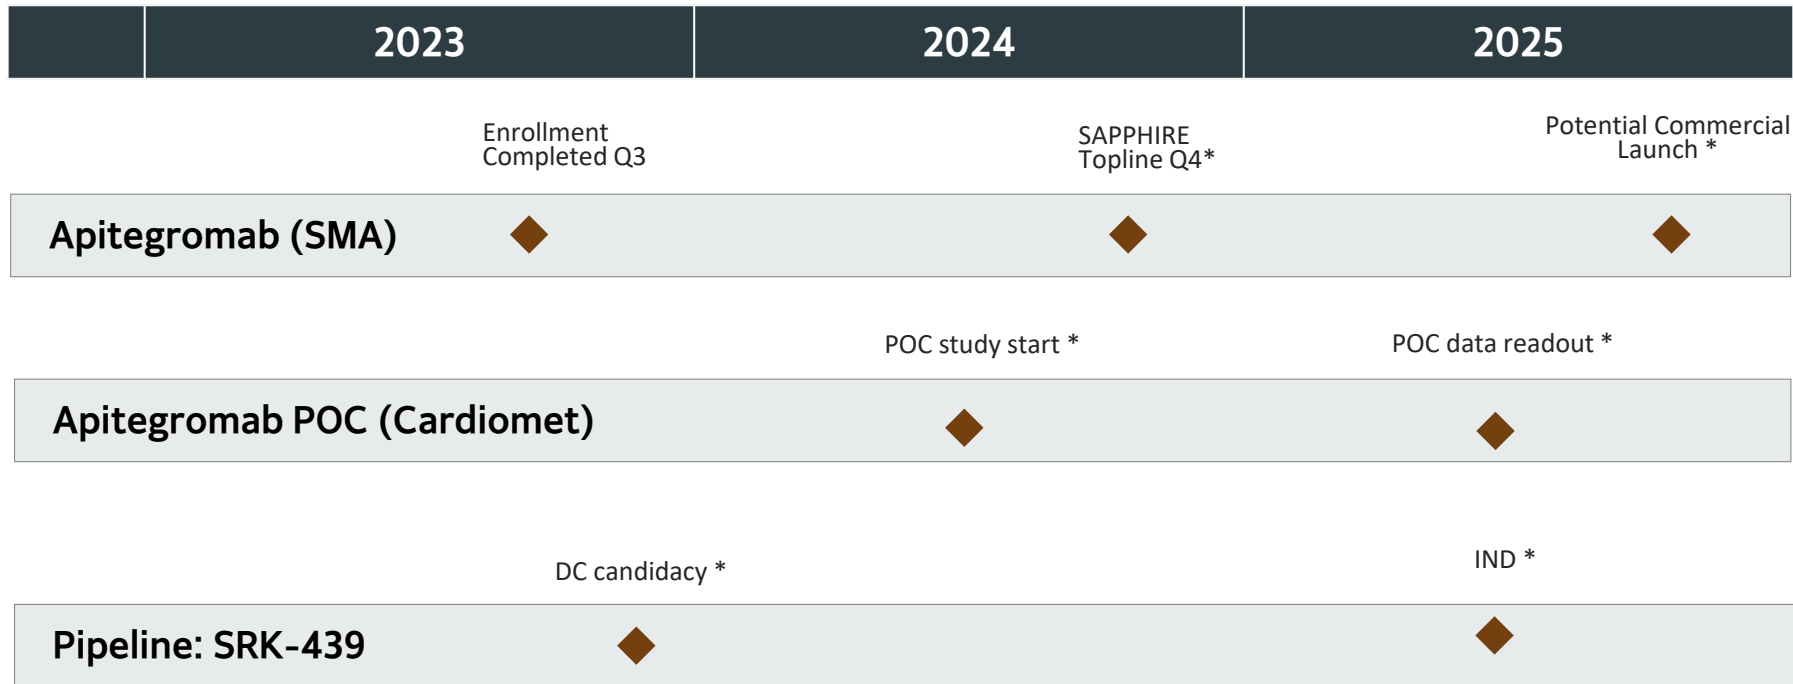 2023
2024
2025
Enrollment
Completed Q3
SAPPHIRE
Topline Q4*
Potential Commercial
Launch *
Apitegromab (SMA)
POC study start *
POC data readout *
Apitegromab POC (Cardiomet)
DC candidacy *
IND *
Pipeline: SRK-439